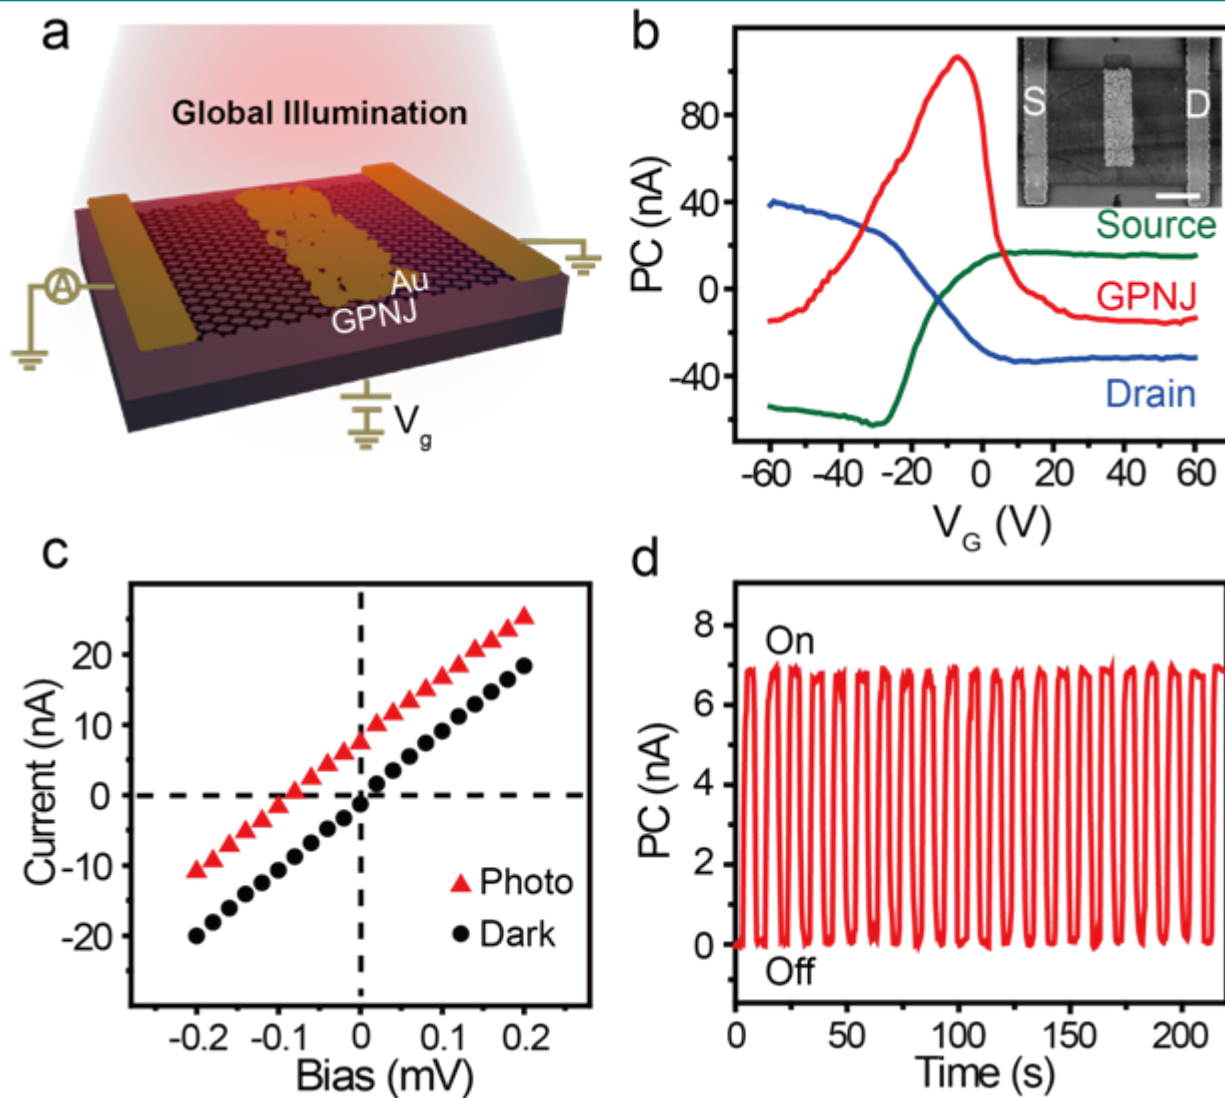 a
Global Illumination
A
Au
GPNJ
Vg
b
S
D
80
40
0
-40
PC (nA)
Source
GPNJ
Drain
-60
-40
-20
0
20
40
60
VG (V)
c
20
10
0
-10
-20
Current (nA)
Photo
Dark
-0.2
-0.1
0
0.1
0.2
Bias (mV)
d
8
6
4
2
0
PC (nA)
On
Off
0
50
100
150
200
Time (s)